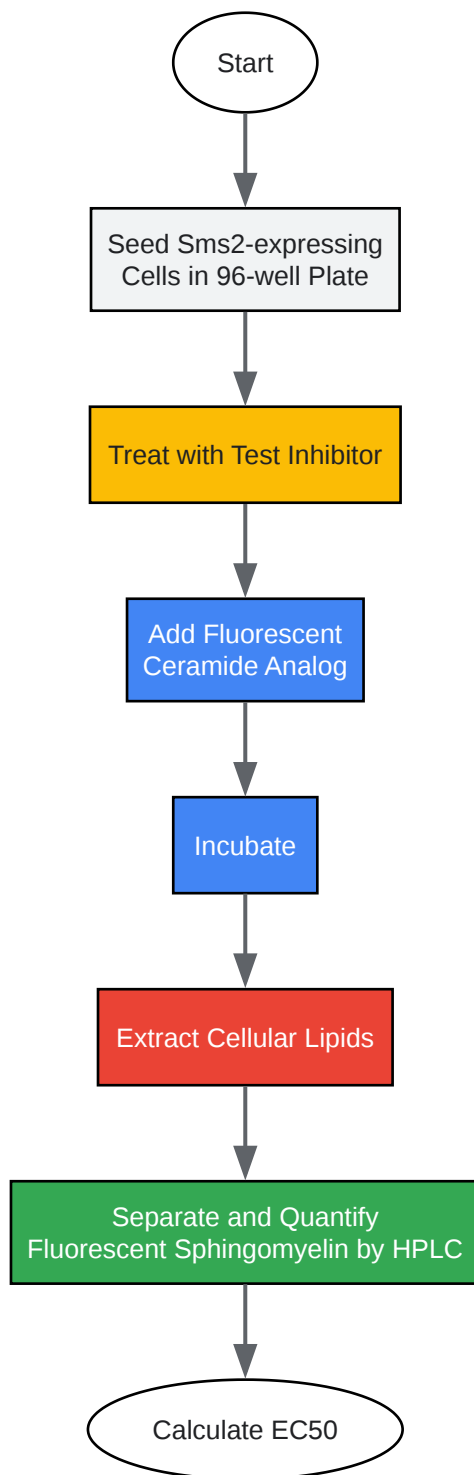 Start
Seed Sms2-expressing
Cells in 96-well Plate
Treat with Test Inhibitor
Add Fluorescent
Ceramide Analog
Incubate
Extract Cellular Lipids
Separate and Quantify
Fluorescent Sphingomyelin by HPLC
Calculate EC50